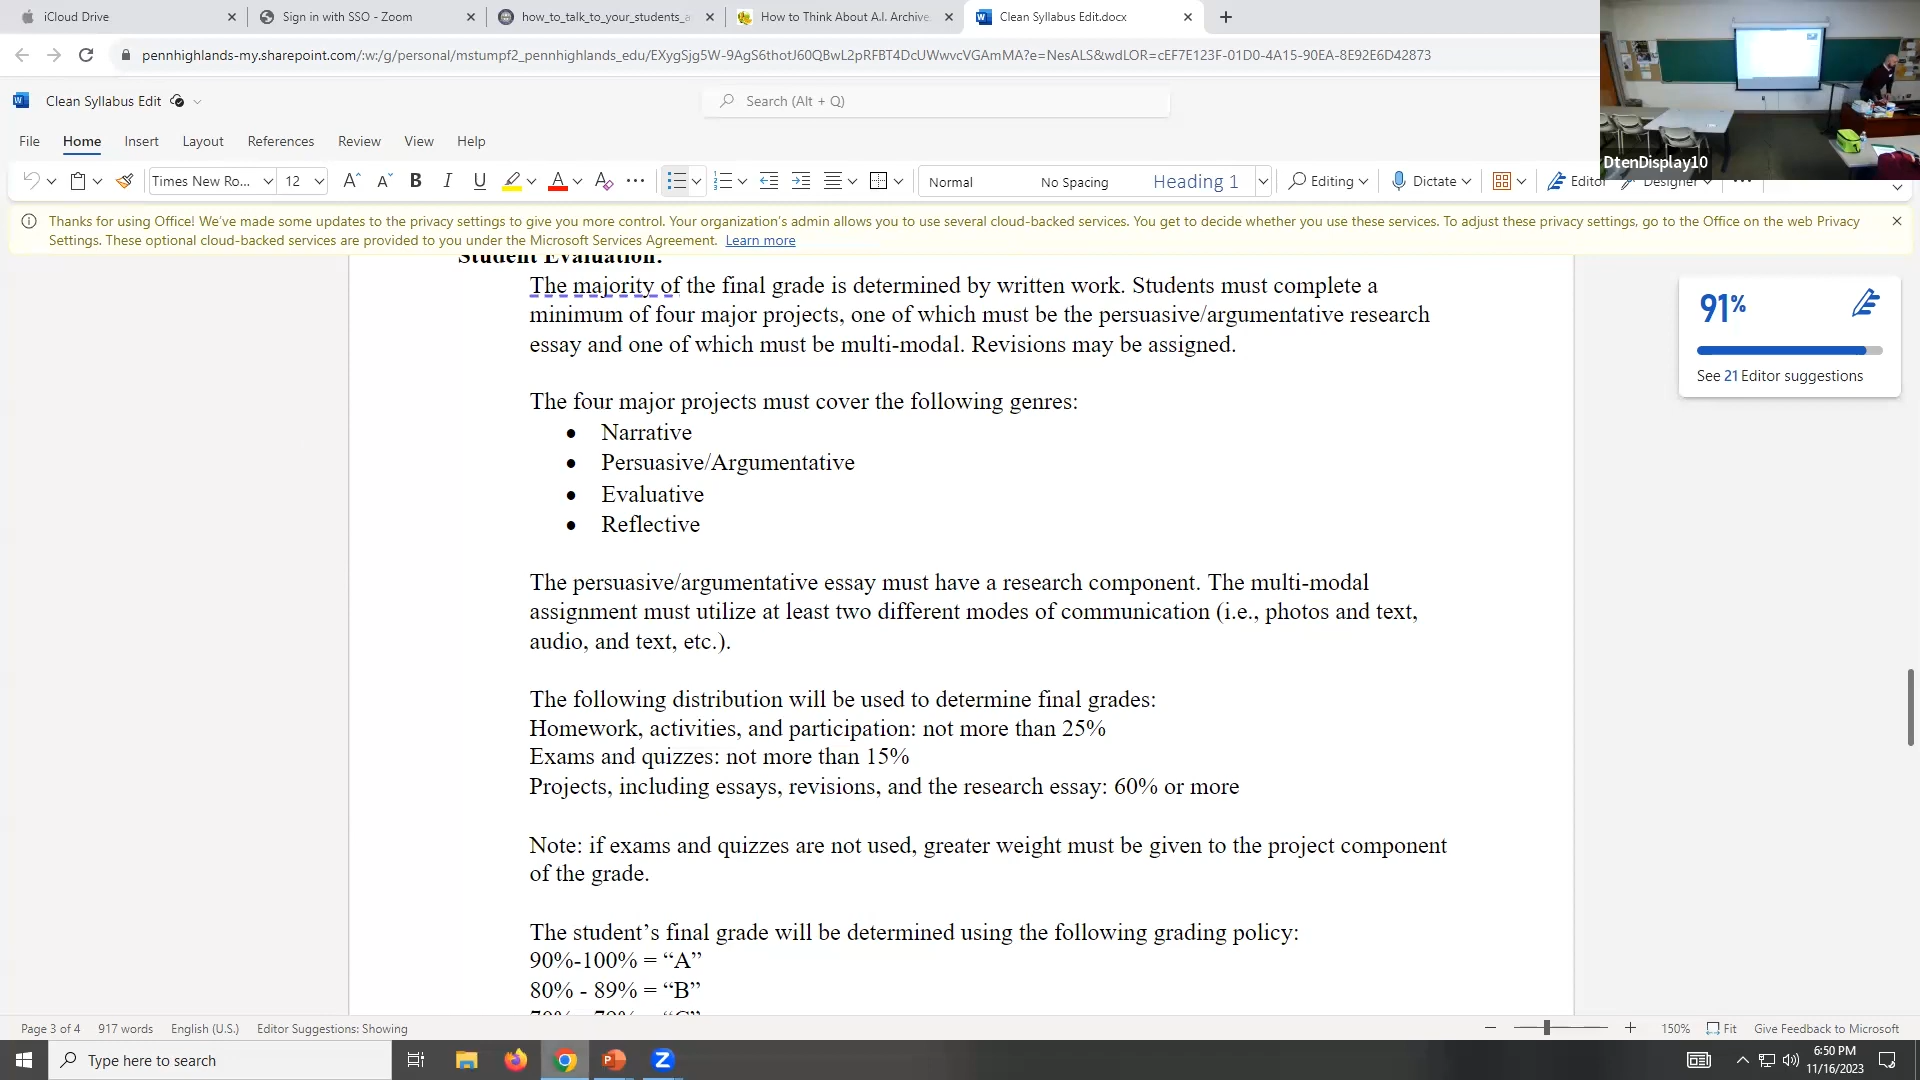 iCloud Drive
Sign in with SSO - Zoom
how_to_talk_to_your_students_a
How to Think About A.I. Archive
Clean Syllabus Edit.docx
pennhighlands-my.sharepoint.com/:w:/g/personal/mstumpf2_pennhighlands_edu/EXygSjg5W-9AgS6thotJ60QBwL2pRFBT4DcUWwvcVGAmMA?e=NesALS&wdLOR=cEF7E123F-01D0-4A15-90EA-8E92E6D42873
Clean Syllabus Edit
Search (Alt + Q)
File Home Insert Layout References Review View Help
DtenDisplay10
Times New Ro... 12 A A B I U A A Normal No Spacing Heading 1 Editing Dictate Editor Designer
Thanks for using Office! We've made some updates to the privacy settings to give you more control. Your organization's admin allows you to use several cloud-backed services. You get to decide whether you use these services. To adjust these privacy settings, go to the Office on the web Privacy
Settings. These optional cloud-backed services are provided to you under the Microsoft Services Agreement. Learn more
Student Evaluation:
The majority of the final grade is determined by written work. Students must complete a
minimum of four major projects, one of which must be the persuasive/argumentative research
essay and one of which must be multi-modal. Revisions may be assigned.
91%
See 21 Editor suggestions
The four major projects must cover the following genres:
• Narrative
• Persuasive/Argumentative
• Evaluative
• Reflective
The persuasive/argumentative essay must have a research component. The multi-modal
assignment must utilize at least two different modes of communication (i.e., photos and text,
audio, and text, etc.).
The following distribution will be used to determine final grades:
Homework, activities, and participation: not more than 25%
Exams and quizzes: not more than 15%
Projects, including essays, revisions, and the research essay: 60% or more
Note: if exams and quizzes are not used, greater weight must be given to the project component
of the grade.
The student’s final grade will be determined using the following grading policy:
90%-100% = “A”
80% - 89% = “B”
70% - 79% = “C”
Page 3 of 4 917 words English (U.S.) Editor Suggestions: Showing
150% Fit Give Feedback to Microsoft
Type here to search
6:50 PM
11/16/2023